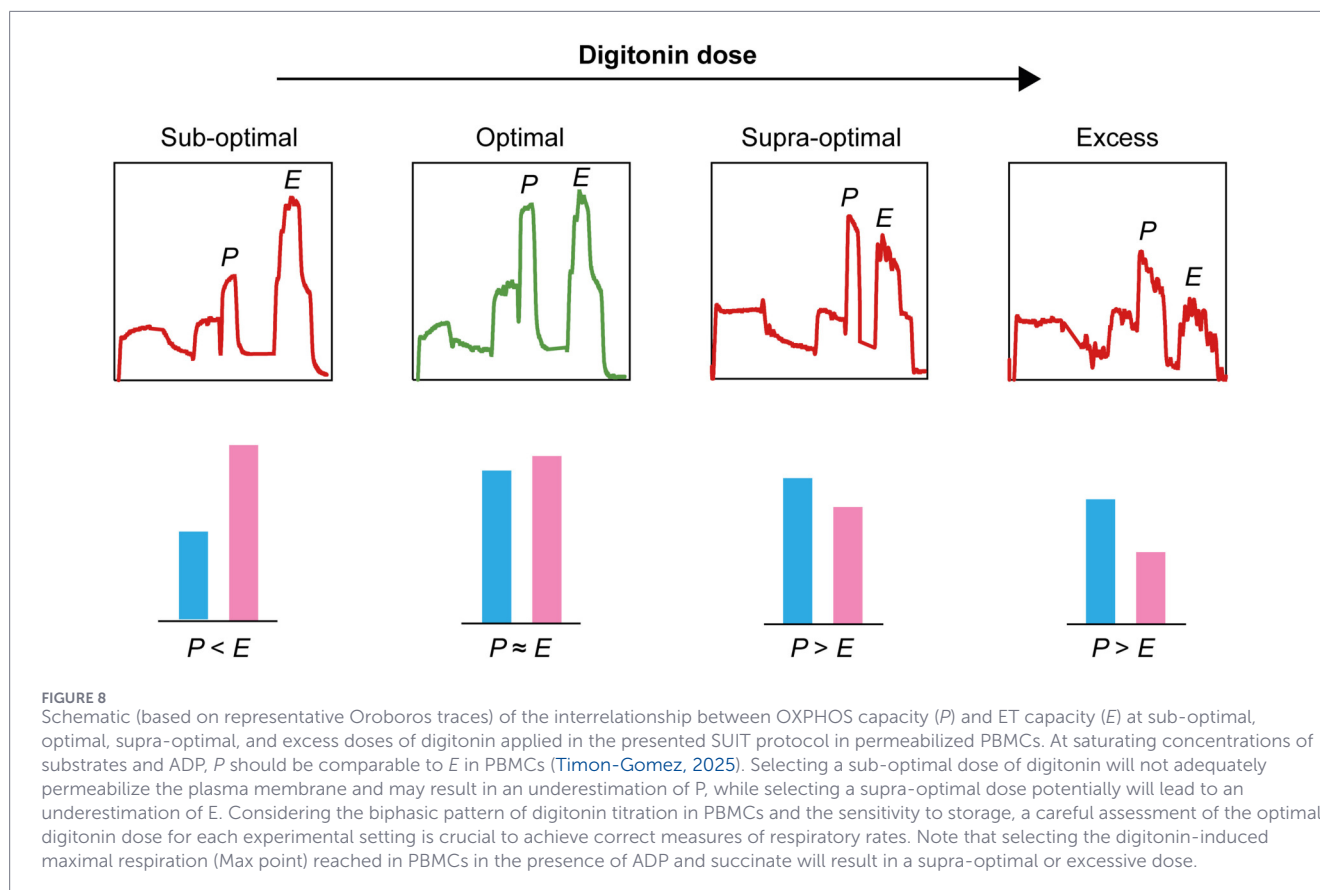 Digitonin dose
Sub-optimal Optimal Supra-optimal Excess
P E P E P E P E
P < E P ≈ E P > E P > E
FIGURE 8
Schematic (based on representative Oroboros traces) of the interrelationship between OXPHOS capacity (P) and ET capacity (E) at sub-optimal,
optimal, supra-optimal, and excess doses of digitonin applied in the presented SUIT protocol in permeabilized PBMCs. At saturating concentrations of
substrates and ADP, P should be comparable to E in PBMCs (Timon-Gomez, 2025). Selecting a sub-optimal dose of digitonin will not adequately
permeabilize the plasma membrane and may result in an underestimation of P, while selecting a supra-optimal dose potentially will lead to an
underestimation of E. Considering the biphasic pattern of digitonin titration in PBMCs and the sensitivity to storage, a careful assessment of the optimal
digitonin dose for each experimental setting is crucial to achieve correct measures of respiratory rates. Note that selecting the digitonin-induced
maximal respiration (Max point) reached in PBMCs in the presence of ADP and succinate will result in a supra-optimal or excessive dose.